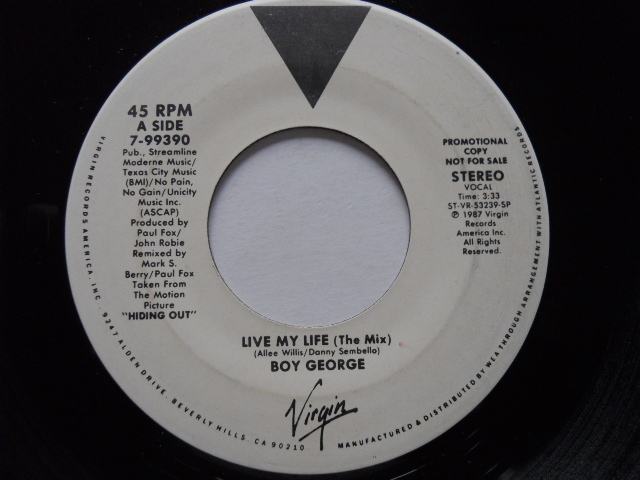 45 RPM
A SIDE
7-99390
Pub., Streamline
Moderne Music/
Texas City Music
(BMI)/No Pain,
No Gain/Unicity
Music Inc.
(ASCAP)
Produced by
Paul Fox/
John Robie
Remixed by
Mark S.
Berry/Paul Fox
Taken From
The Motion
Picture
"HIDING OUT"
PROMOTIONAL
COPY
NOT FOR SALE
STEREO
VOCAL
Time: 3:33
ST-VR-53239-SP
℗ 1987 Virgin
Records
America Inc.
All Rights
Reserved.
LIVE MY LIFE (The Mix)
(Allee Willis/Danny Sembello)
BOY GEORGE
Virgin
VIRGIN RECORDS AMERICA, INC. - 9247 ALDEN DRIVE, BEVERLY HILLS, CA 90210
MANUFACTURED & DISTRIBUTED BY WEA THROUGH ARRANGEMENT WITH ATLANTIC RECORDS